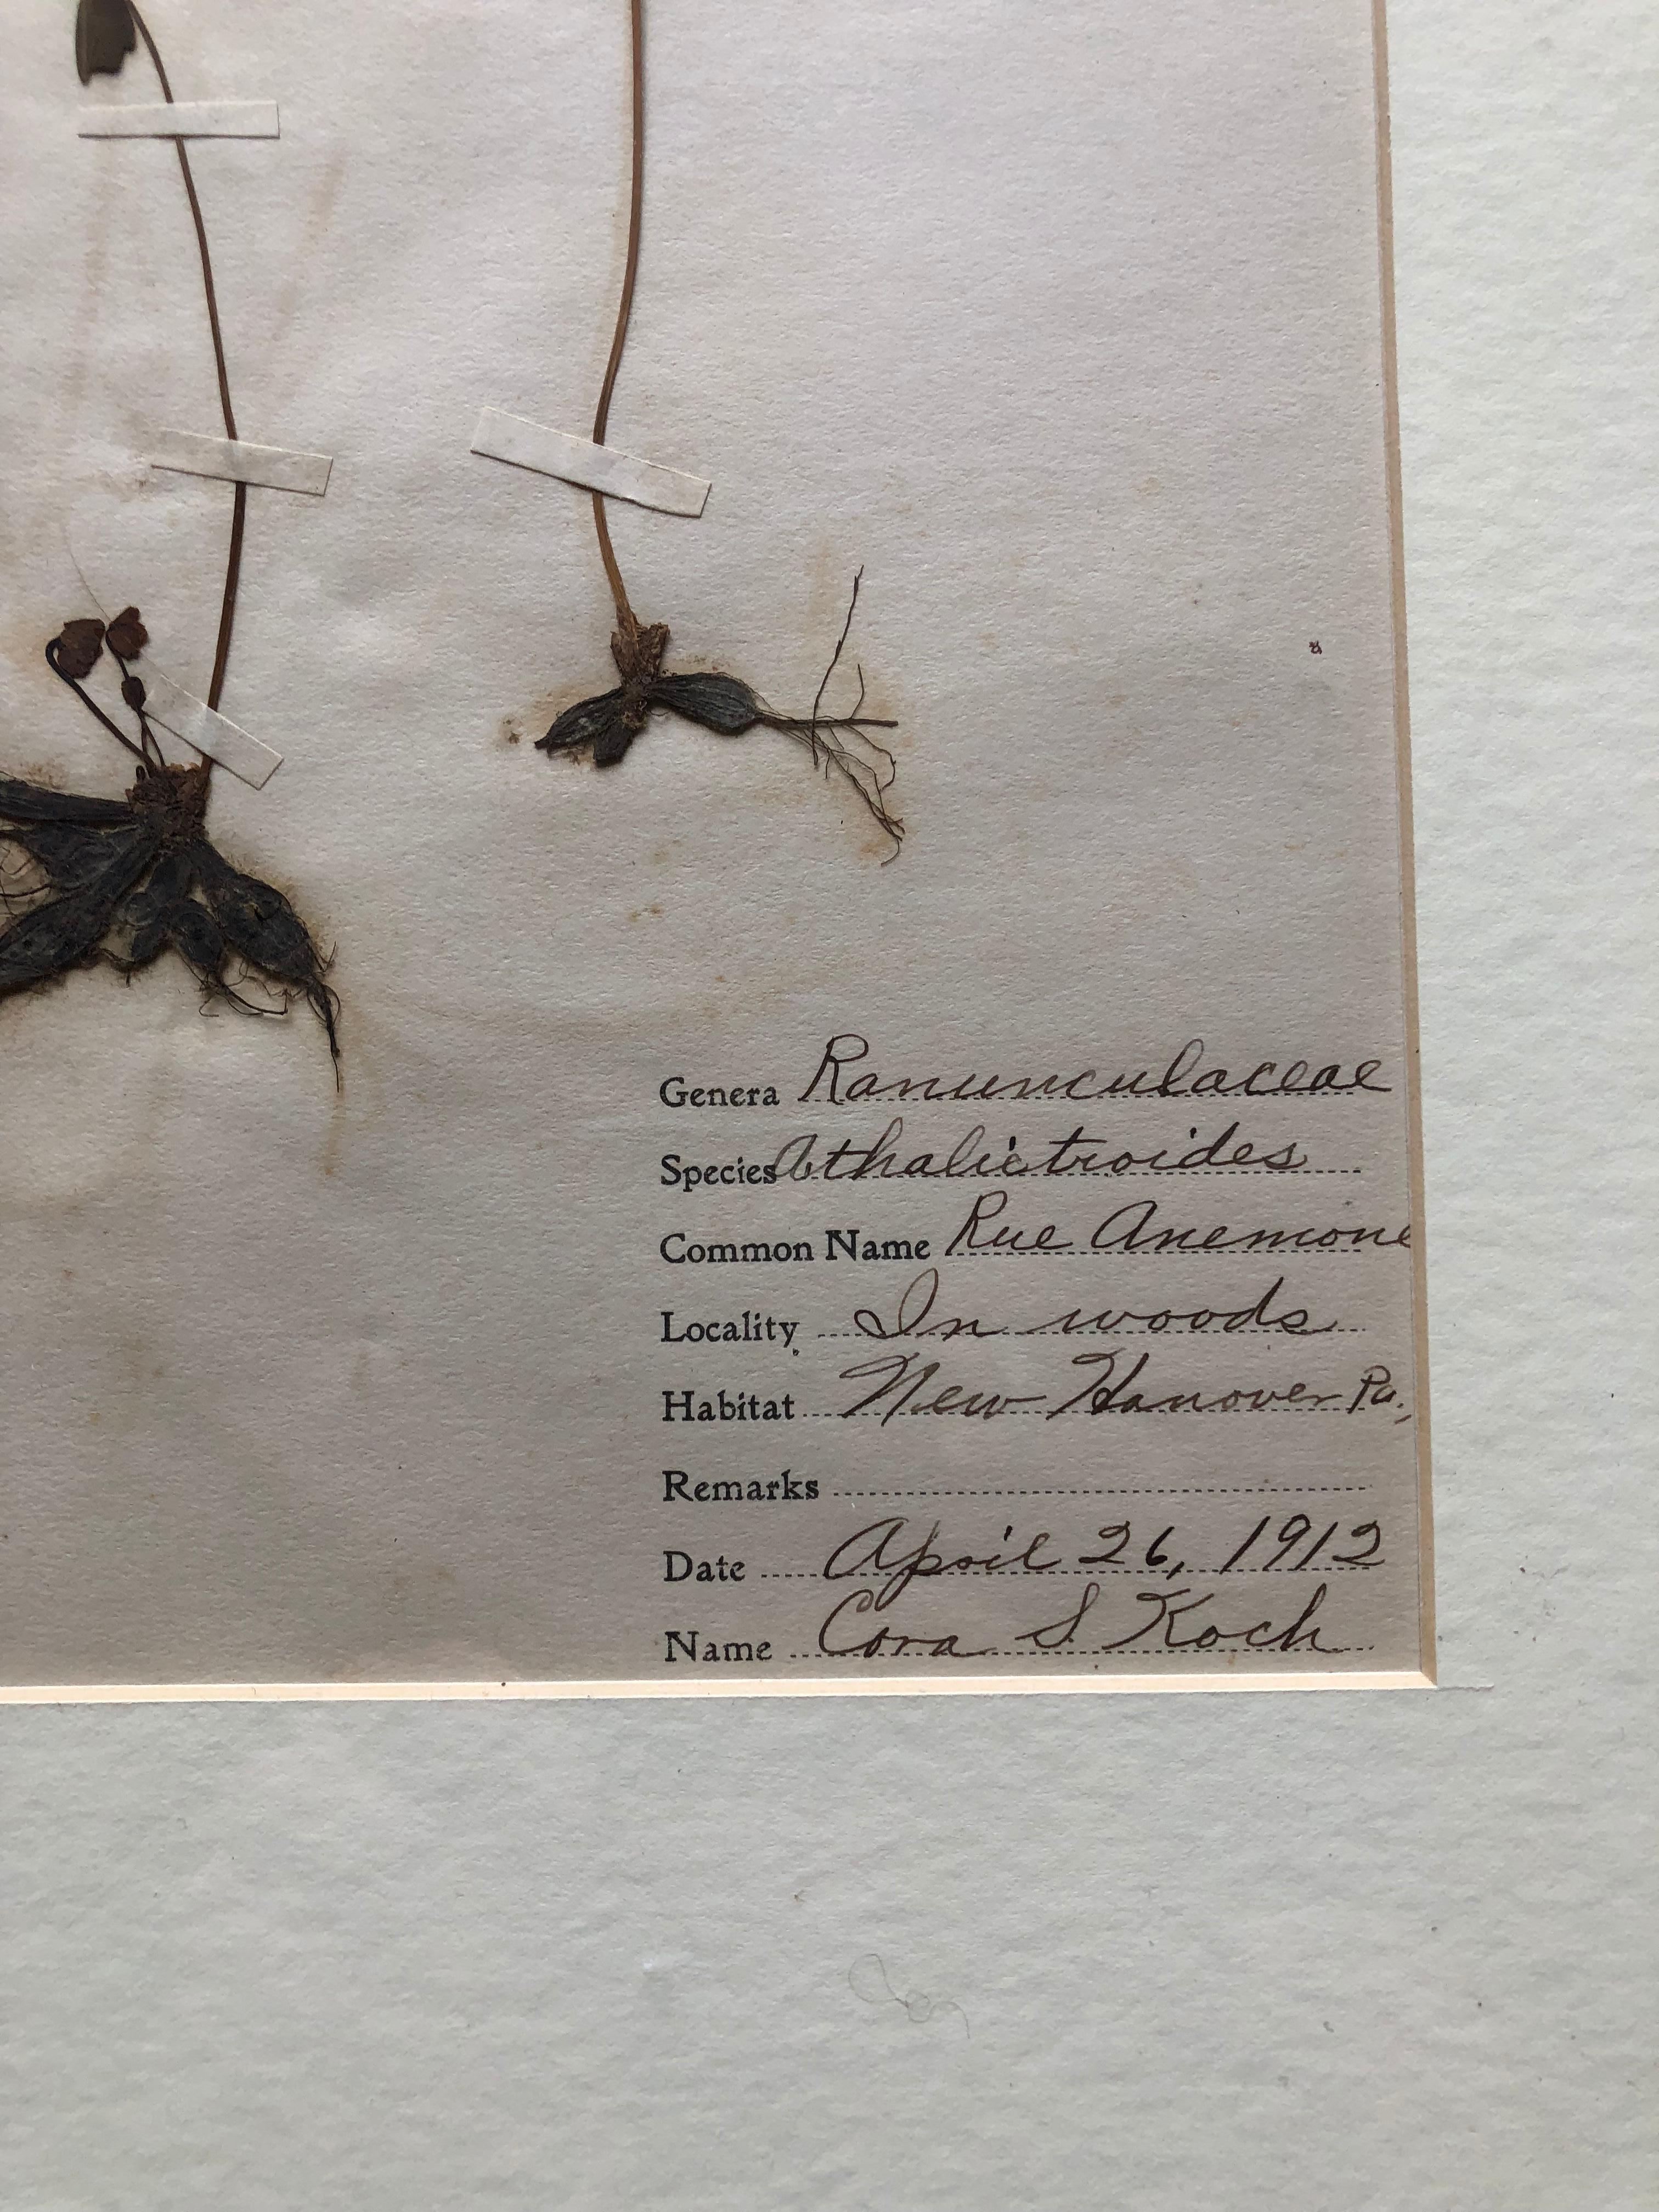 Genera Ranunculaceae
Species Athalictroides
Common Name Rue Anemone
Locality In woods
Habitat New Hanover Pa.,
Remarks
Date April 26, 1912
Name Cora S. Koch